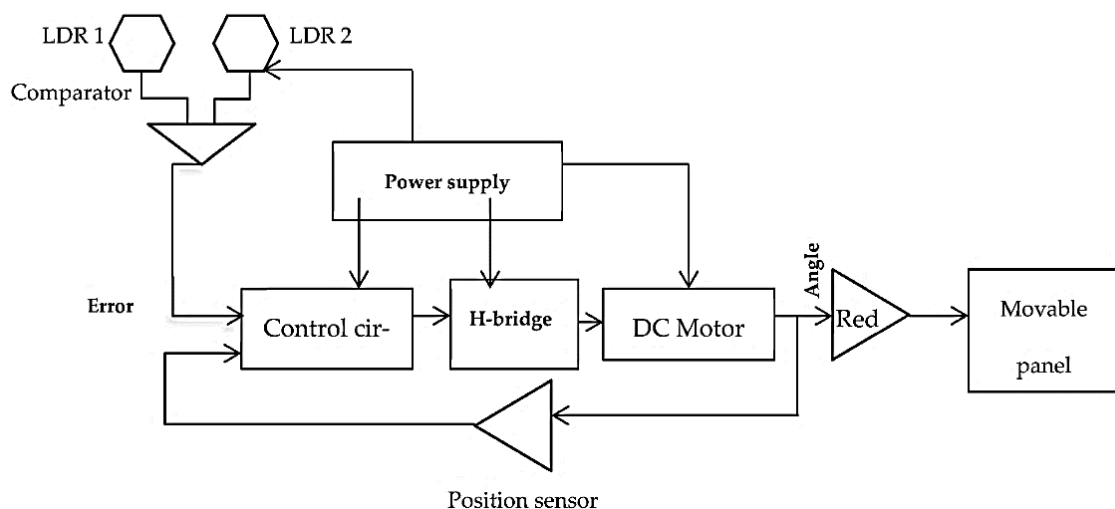 LDR 1
LDR 2
Comparator
Power supply
Error
Control cir-
H-bridge
DC Motor
Angle
Red
Movable
panel
Position sensor